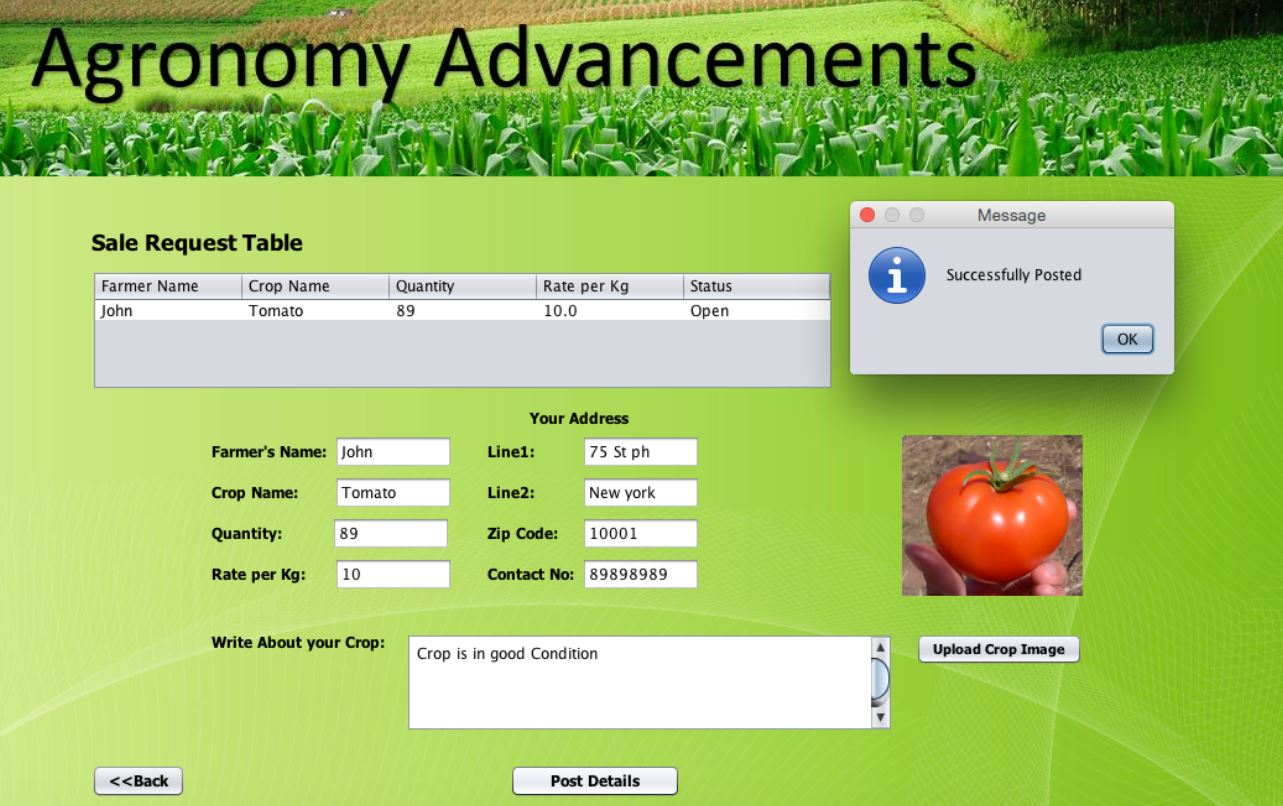 Agronomy Advancements
Message
Successfully Posted
OK
Sale Request Table
Farmer Name Crop Name Quantity Rate per Kg Status
John Tomato 89 10.0 Open
Your Address
Farmer's Name: John Line1: 75 St ph
Crop Name: Tomato Line2: New york
Quantity: 89 Zip Code: 10001
Rate per Kg: 10 Contact No: 89898989
Write About your Crop: Crop is in good Condition
Upload Crop Image
<<Back Post Details